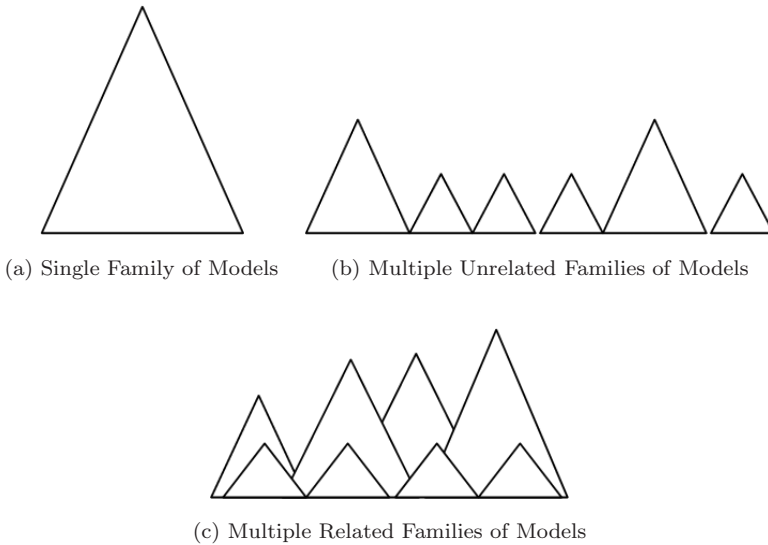 (a) Single Family of Models
(b) Multiple Unrelated Families of Models
(c) Multiple Related Families of Models